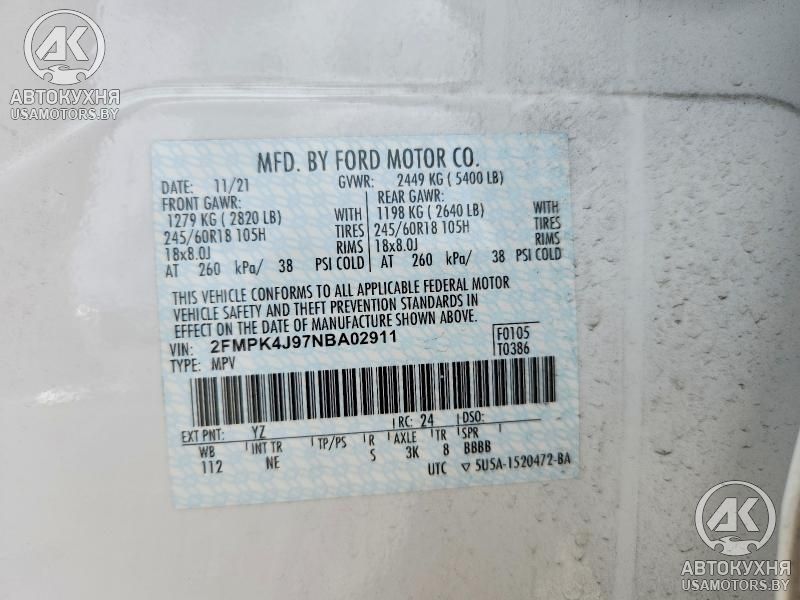 АК
АВТОКУХНЯ
USAMOTORS.BY
MFD. BY FORD MOTOR CO.
DATE: 11/21 GVWR: 2449 KG ( 5400 LB)
FRONT GAWR: REAR GAWR:
1279 KG ( 2820 LB) WITH 1198 KG ( 2640 LB) WITH
245/60R18 105H TIRES 245/60R18 105H TIRES
18x8.0J RIMS 18x8.0J RIMS
AT 260 kPa/ 38 PSI COLD AT 260 kPa/ 38 PSI COLD
THIS VEHICLE CONFORMS TO ALL APPLICABLE FEDERAL MOTOR
VEHICLE SAFETY AND THEFT PREVENTION STANDARDS IN
EFFECT ON THE DATE OF MANUFACTURE SHOWN ABOVE.
VIN: 2FMPK4J97NBA02911 F0105
TYPE: MPV T0386
EXT PNT: YZ RC: 24 DSO:
WB INT TR TP/PS R AXLE TR SPR
112 NE S 3K 8 BBBB
UTC ▽ 5U5A-1520472-BA
АК
АВТОКУХНЯ
USAMOTORS.BY